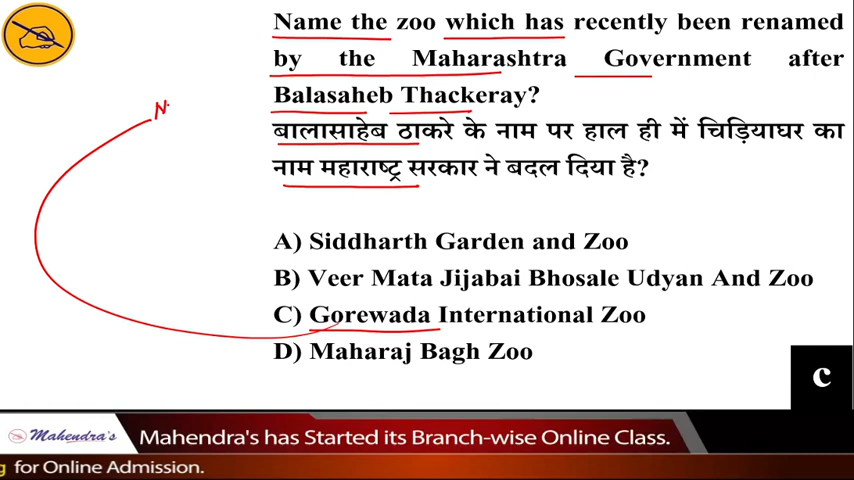 Name the zoo which has recently been renamed
by the Maharashtra Government after
Balasaheb Thackeray?
बालासाहेब ठाकरे के नाम पर हाल ही में चिड़ियाघर का
नाम महाराष्ट्र सरकार ने बदल दिया है?
N
A) Siddharth Garden and Zoo
B) Veer Mata Jijabai Bhosale Udyan And Zoo
C) Gorewada International Zoo
D) Maharaj Bagh Zoo
C
Mahendra's
Mahendra's has Started its Branch-wise Online Class.
g for Online Admission.